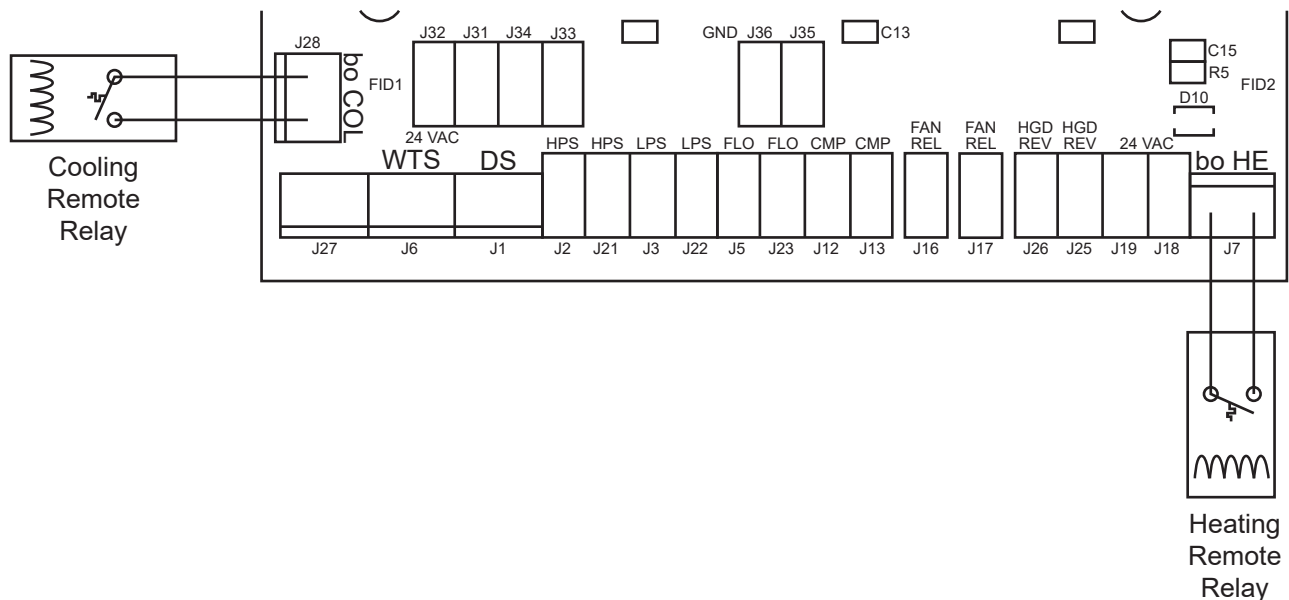 J28
J32 J31 J34 J33
GND J36 J35
C13
C15
R5
bo COL
FID1
FID2
D10
24 VAC
WTS
DS
HPS HPS LPS LPS FLO FLO CMP CMP
FAN
REL
FAN
REL
HGD
REV
HGD
REV
24 VAC
bo HE
J27 J6 J1 J2 J21 J3 J22 J5 J23 J12 J13 J16 J17 J26 J25 J19 J18 J7
Cooling
Remote
Relay
Heating
Remote
Relay